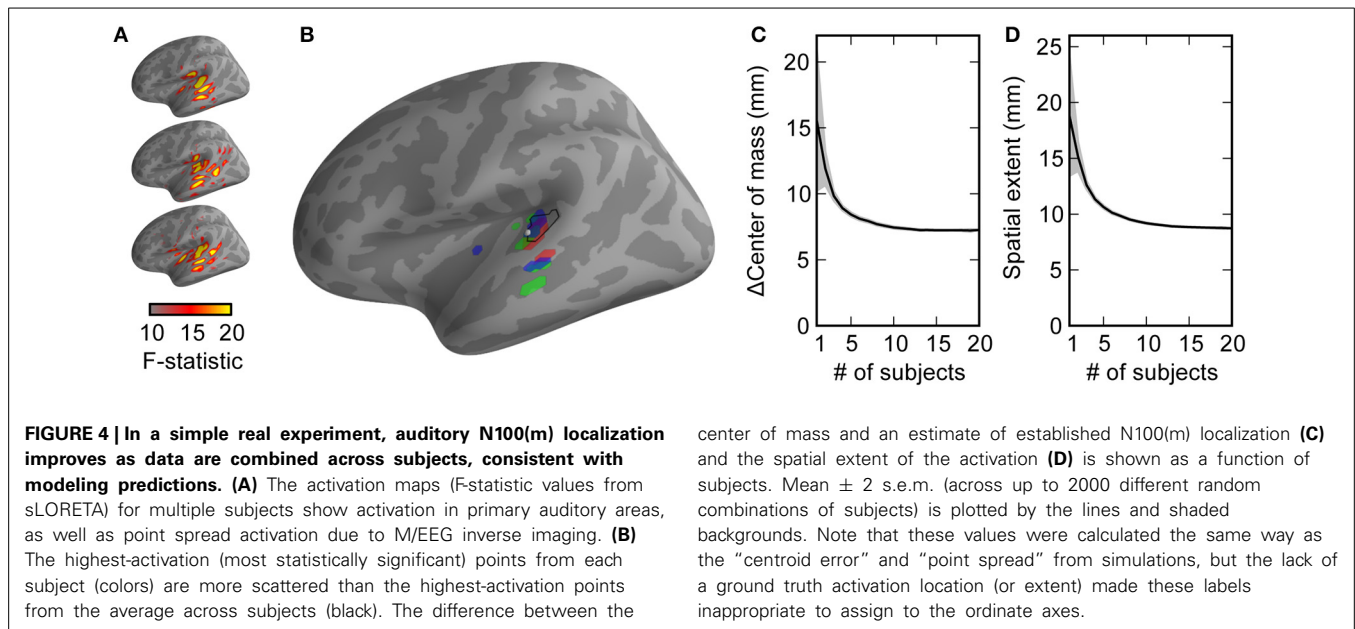 A
B
C
D
10 15 20
F-statistic
ΔCenter of mass (mm)
20
15
10
5
0
1 5 10 15 20
# of subjects
Spatial extent (mm)
25
20
15
10
5
0
1 5 10 15 20
# of subjects
FIGURE 4 | In a simple real experiment, auditory N100(m) localization
improves as data are combined across subjects, consistent with
modeling predictions. (A) The activation maps (F-statistic values from
sLORETA) for multiple subjects show activation in primary auditory areas,
as well as point spread activation due to M/EEG inverse imaging. (B)
The highest-activation (most statistically significant) points from each
subject (colors) are more scattered than the highest-activation points
from the average across subjects (black). The difference between the
center of mass and an estimate of established N100(m) localization (C)
and the spatial extent of the activation (D) is shown as a function of
subjects. Mean ± 2 s.e.m. (across up to 2000 different random
combinations of subjects) is plotted by the lines and shaded
backgrounds. Note that these values were calculated the same way as
the “centroid error” and “point spread” from simulations, but the lack of
a ground truth activation location (or extent) made these labels
inappropriate to assign to the ordinate axes.